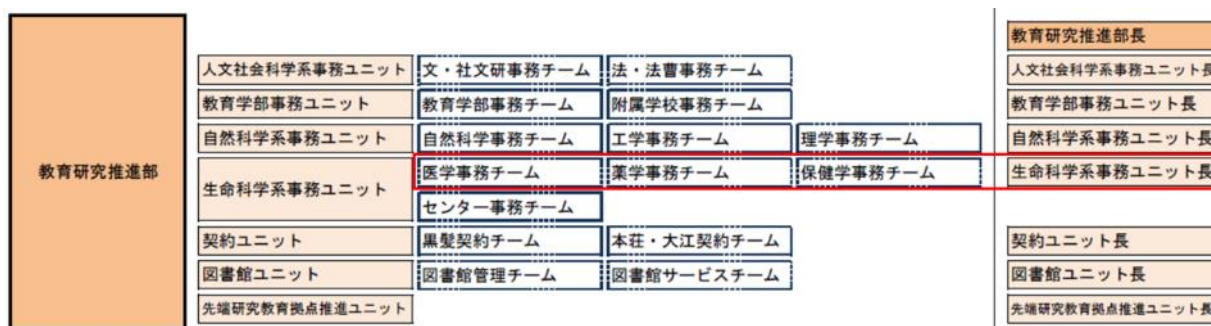 教育研究推進部長
人文社会科学系事務ユニット 文・社文研事務チーム 法・法曹事務チーム 人文社会科学系事務ユニット長
教育学部事務ユニット 教育学部事務チーム 附属学校事務チーム 教育学部事務ユニット長
自然科学系事務ユニット 自然科学事務チーム 工学事務チーム 理学事務チーム 自然科学系事務ユニット長
教育研究推進部 生命科学系事務ユニット 医学事務チーム 薬学事務チーム 保健学事務チーム 生命科学系事務ユニット長
センター事務チーム
契約ユニット 黒髪契約チーム 本荘・大江契約チーム 契約ユニット長
図書館ユニット 図書館管理チーム 図書館サービスチーム 図書館ユニット長
先端研究教育拠点推進ユニット 先端研究教育拠点推進ユニット長